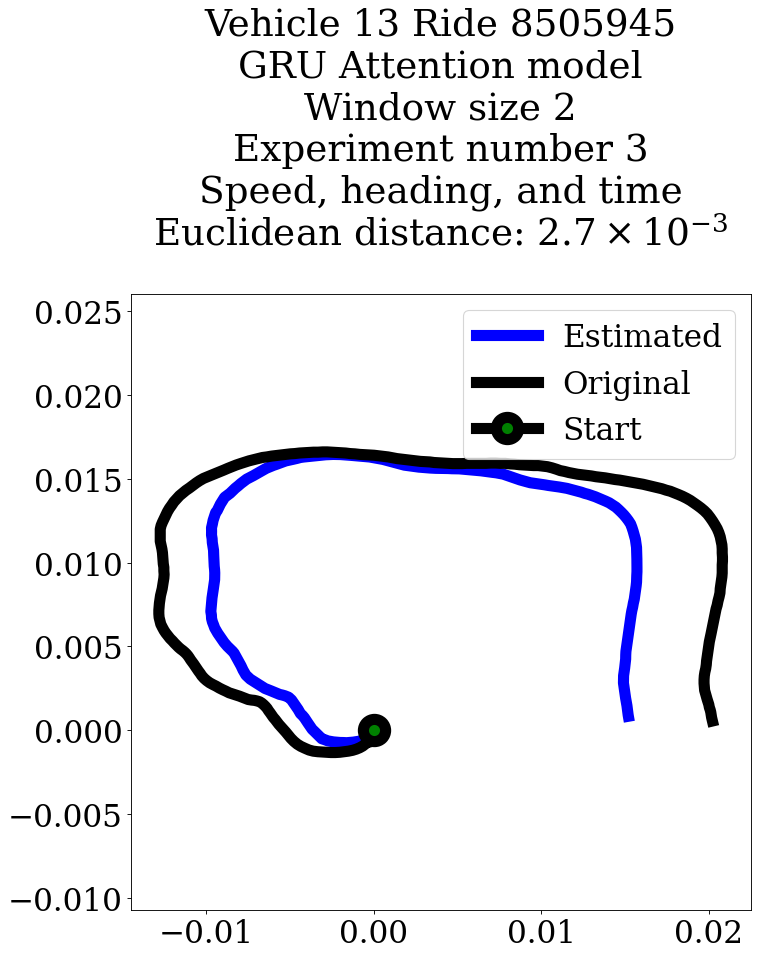 Vehicle 13 Ride 8505945
GRU Attention model
Window size 2
Experiment number 3
Speed, heading, and time
Euclidean distance: 2.7 × 10⁻³
Estimated
Original
Start
0.025
0.020
0.015
0.010
0.005
0.000
−0.005
−0.010
−0.01 0.00 0.01 0.02